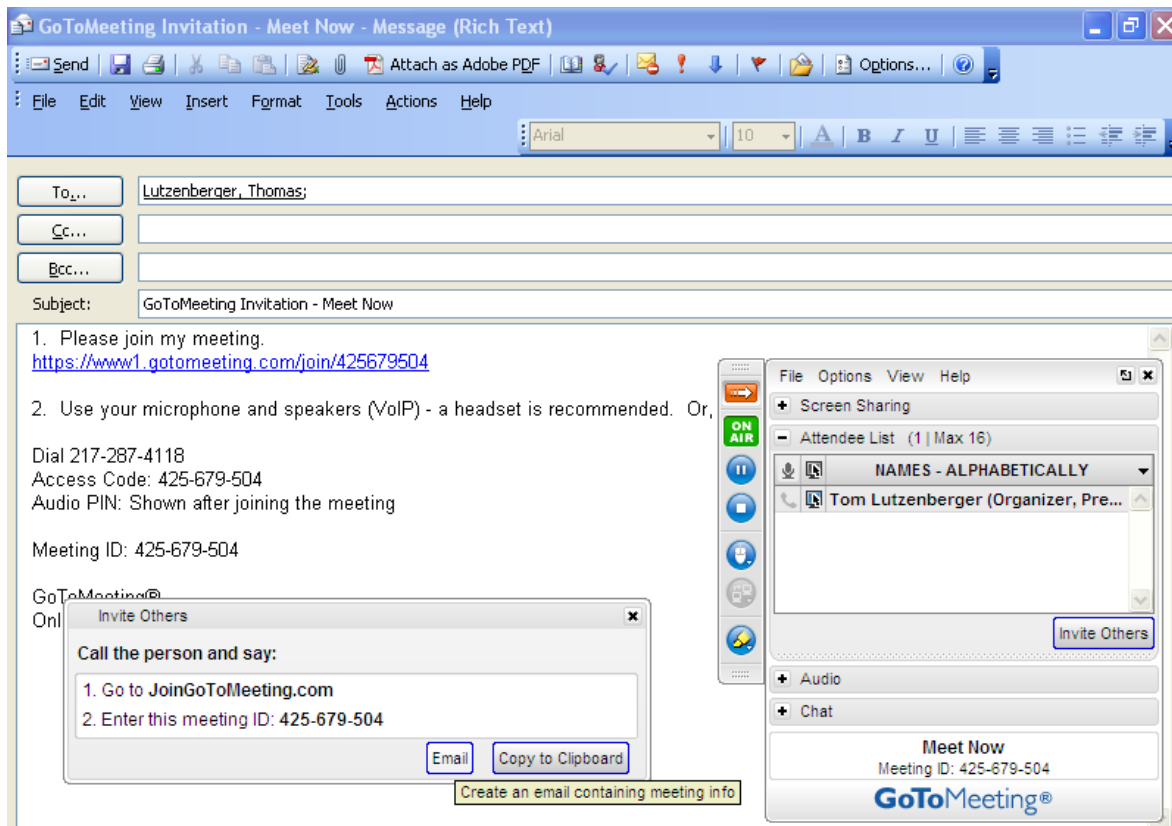 GoToMeeting Invitation - Meet Now - Message (Rich Text)
Send Attach as Adobe PDF Options...
File Edit View Insert Format Tools Actions Help
Arial 10 A B I U
To... Lutzenberger, Thomas;
Cc...
Bcc...
Subject: GoToMeeting Invitation - Meet Now
1. Please join my meeting.
https://www1.gotomeeting.com/join/425679504
2. Use your microphone and speakers (VoIP) - a headset is recommended. Or,
Dial 217-287-4118
Access Code: 425-679-504
Audio PIN: Shown after joining the meeting
Meeting ID: 425-679-504
GoToMeeting®
Onl
Invite Others
Call the person and say:
1. Go to JoinGoToMeeting.com
2. Enter this meeting ID: 425-679-504
Email Copy to Clipboard
Create an email containing meeting info
ON
AIR
File Options View Help
Screen Sharing
Attendee List (1 | Max 16)
NAMES - ALPHABETICALLY
Tom Lutzenberger (Organizer, Pre...
Invite Others
Audio
Chat
Meet Now
Meeting ID: 425-679-504
GoToMeeting®